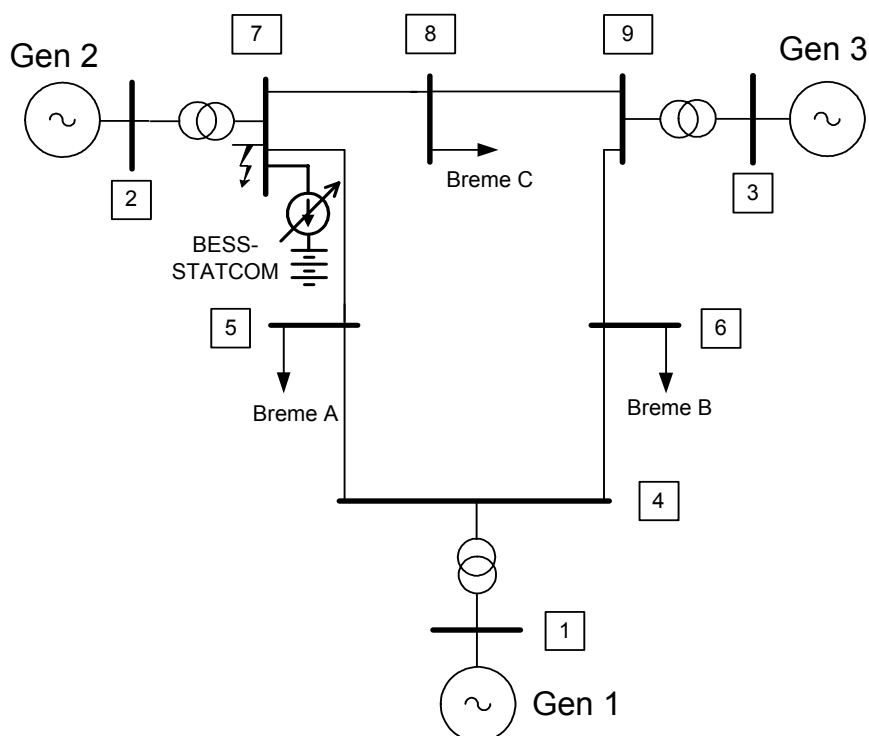 7
8
9
Gen 2
Gen 3
Breme C
2
3
BESS-
STATCOM
5
6
Breme A
Breme B
4
1
Gen 1